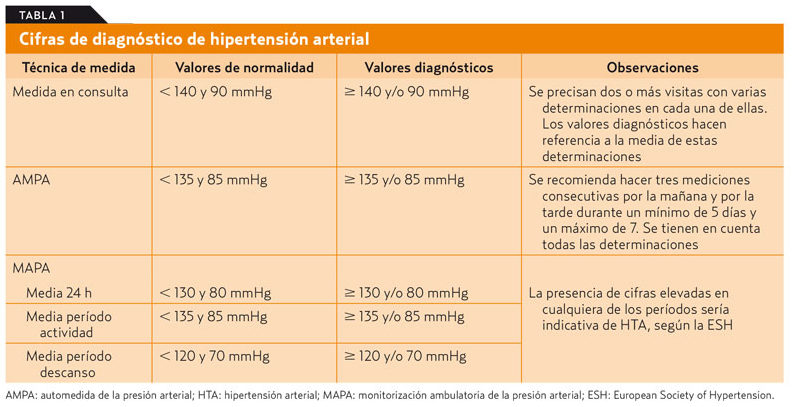 TABLA 1
Cifras de diagnóstico de hipertensión arterial
Técnica de medida Valores de normalidad Valores diagnósticos Observaciones
Medida en consulta < 140 y 90 mmHg ≥ 140 y/o 90 mmHg Se precisan dos o más visitas con varias
determinaciones en cada una de ellas.
Los valores diagnósticos hacen
referencia a la media de estas
determinaciones
AMPA < 135 y 85 mmHg ≥ 135 y/o 85 mmHg Se recomienda hacer tres mediciones
consecutivas por la mañana y por la
tarde durante un mínimo de 5 días y
un máximo de 7. Se tienen en cuenta
todas las determinaciones
MAPA
Media 24 h < 130 y 80 mmHg ≥ 130 y/o 80 mmHg La presencia de cifras elevadas en
cualquiera de los períodos sería
indicativa de HTA, según la ESH
Media período < 135 y 85 mmHg ≥ 135 y/o 85 mmHg
actividad
Media período < 120 y 70 mmHg ≥ 120 y/o 70 mmHg
descanso
AMPA: automedida de la presión arterial; HTA: hipertensión arterial; MAPA: monitorización ambulatoria de la presión arterial; ESH: European Society of Hypertension.